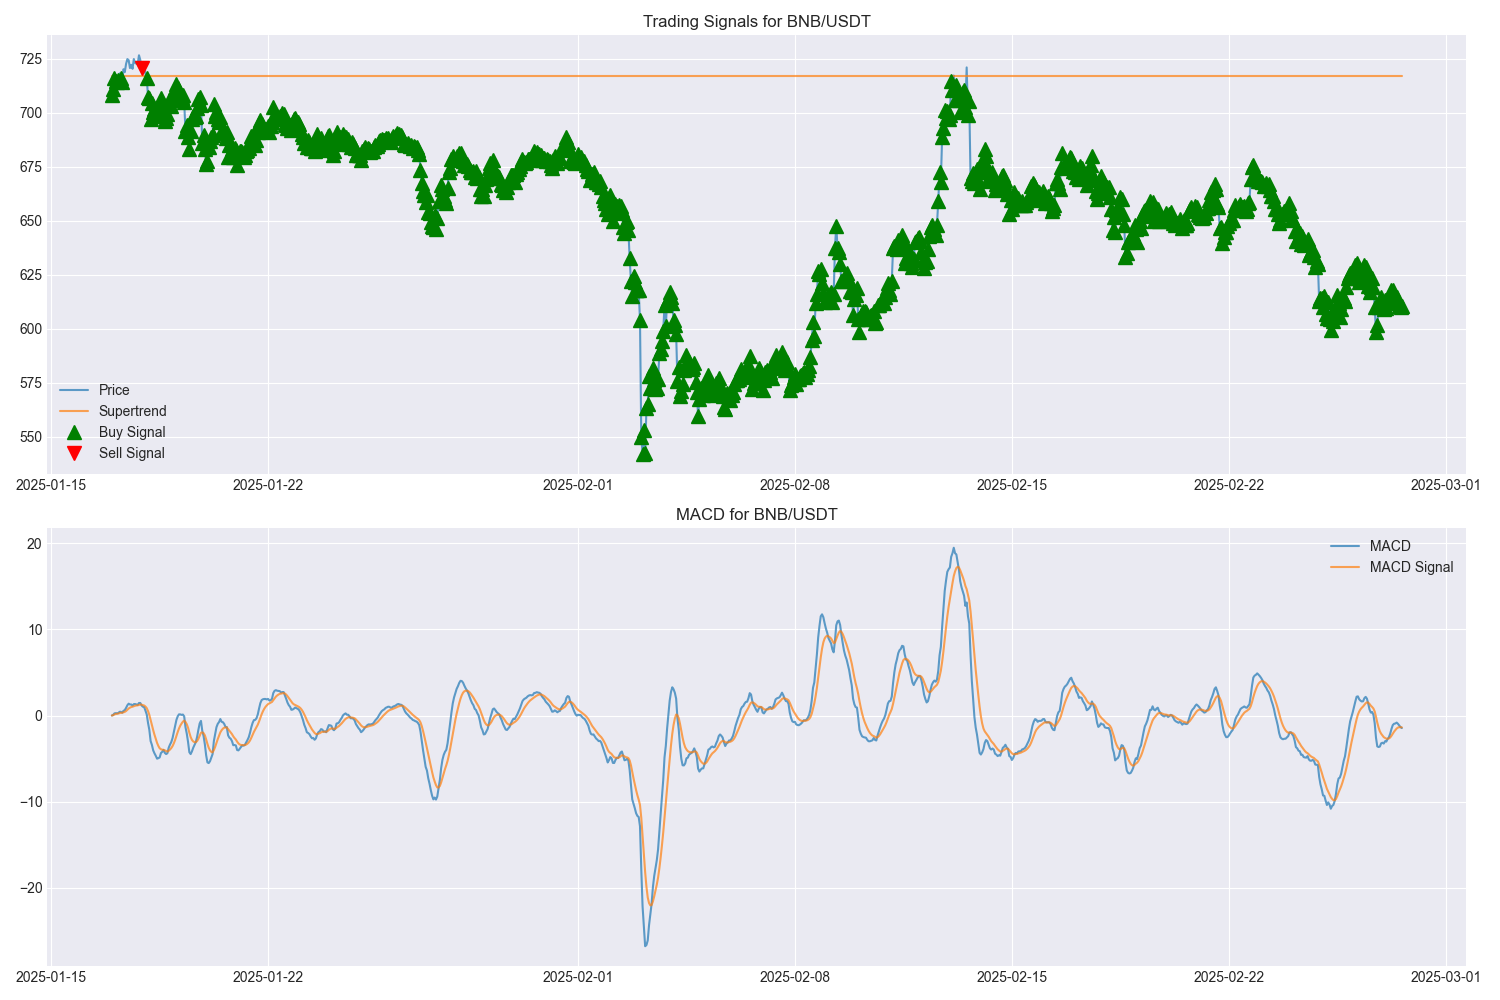 Trading Signals for BNB/USDT
725
700
675
650
625
600
575
550
Price
Supertrend
Buy Signal
Sell Signal
2025-01-15 2025-01-22 2025-02-01 2025-02-08 2025-02-15 2025-02-22 2025-03-01
MACD for BNB/USDT
20
10
0
−10
−20
MACD
MACD Signal
2025-01-15 2025-01-22 2025-02-01 2025-02-08 2025-02-15 2025-02-22 2025-03-01